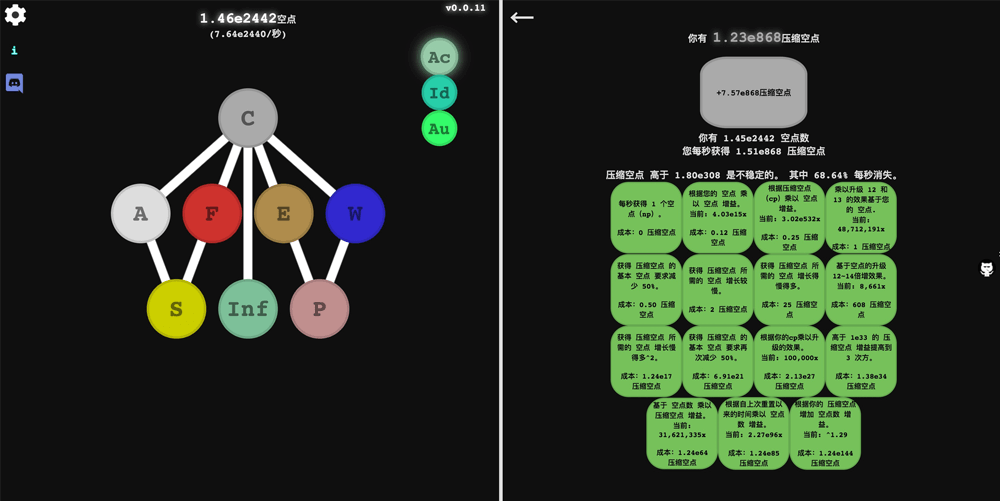 v0.0.11
1.46e2442空点
(7.64e2440/秒)
i
Ac
Id
Au
C
A
F
E
W
S
Inf
P
你有 1.23e868压缩空点
+7.57e868压缩空点
你有 1.45e2442 空点数
您每秒获得 1.51e868 压缩空点
压缩空点 高于 1.80e308 是不稳定的。 其中 68.64% 每秒消失。
每秒获得 1 个空
点（np）。
成本: 0 压缩空点
根据您的 空点 乘
以 空点 增益。
当前: 4.03e15x
成本: 0.12 压缩
空点
根据压缩空点
（cp）乘以 空点
增益。
当前: 3.02e532x
成本: 0.25 压缩
空点
乘以升级 12 和
13 的效果基于您
的 空点.
当前:
48,712,191x
成本: 1 压缩空点
获得 压缩空点 的
基本 空点 要求减
少 50%。
成本: 0.50 压缩
空点
获得 压缩空点 所
需的 空点 增长较
慢。
成本: 2 压缩空点
获得 压缩空点 所
需的 空点 增长得
慢得多。
成本: 25 压缩空
点
基于空点的升级
12-14倍增效果。
当前: 8,661x
成本: 608 压缩空
点
获得 压缩空点 所
需的 空点 增长慢
得多^2。
成本: 1.24e17
压缩空点
获得 压缩空点 的
基本 空点 要求再
次减少 50%。
成本: 6.91e21
压缩空点
根据你的cp乘以升
级的效果。
当前: 100,000x
成本: 2.13e27
压缩空点
高于 1e33 的 压
缩空点 增益提高到
3 次方。
成本: 1.38e34
压缩空点
基于 空点数 乘以
压缩空点 增益。
当前:
31,621,335x
成本: 1.24e64
压缩空点
根据自上次重置以
来的时间乘以 空点
数 增益。
当前: 2.27e96x
成本: 1.24e85
压缩空点
根据你的 压缩空点
增加 空点数 增
益。
当前: ^1.29
成本: 1.24e144
压缩空点